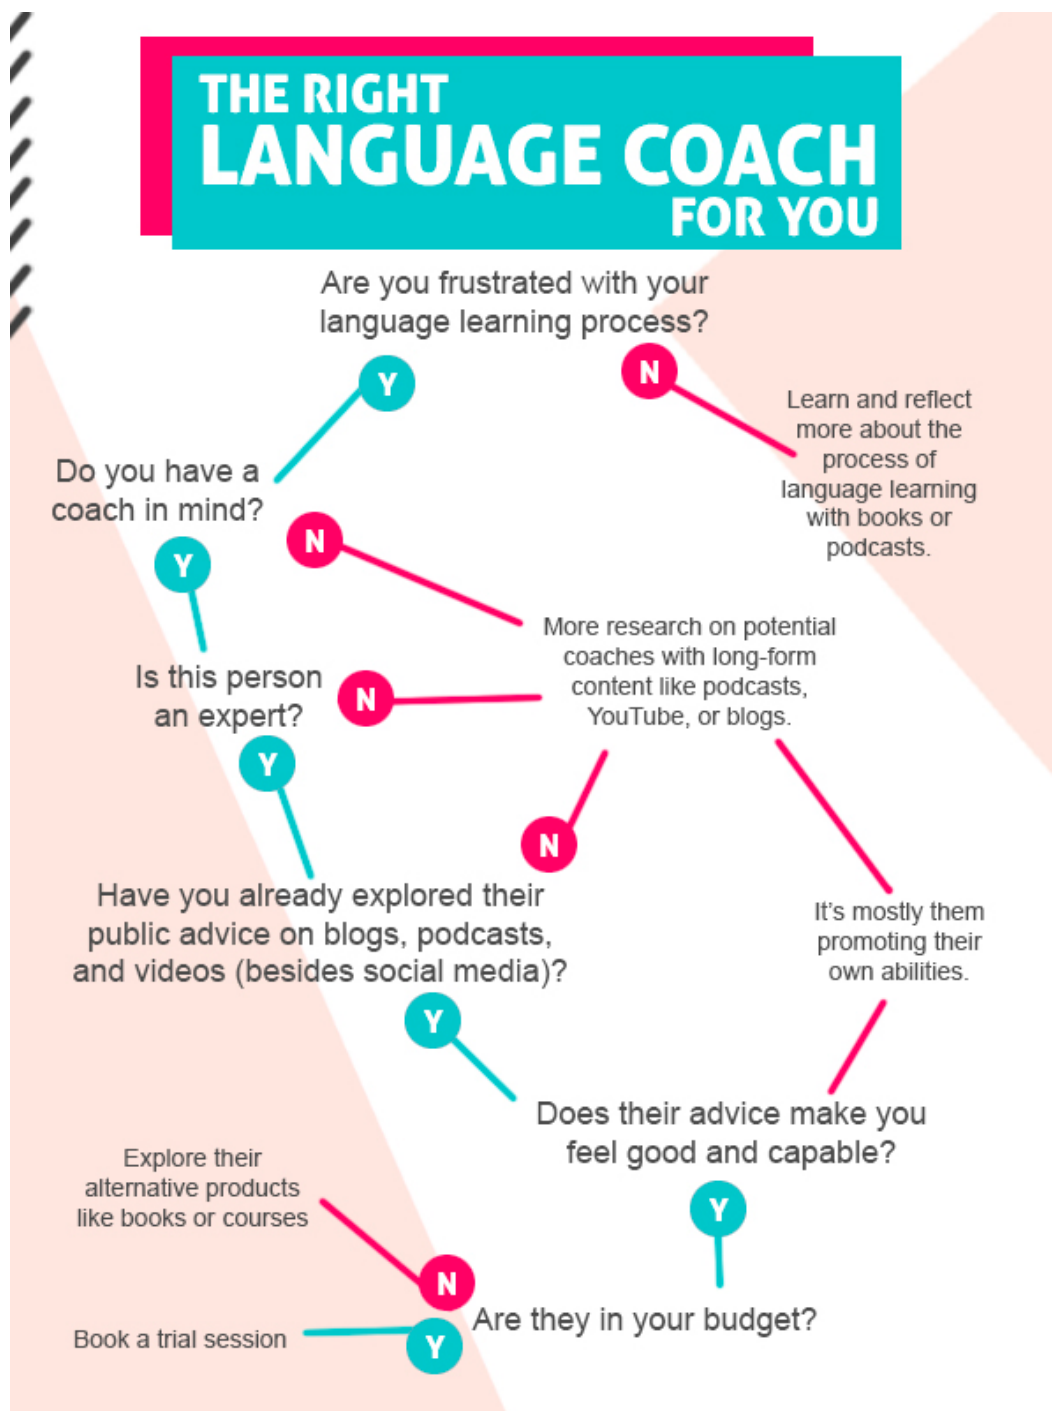 THE RIGHT
LANGUAGE COACH
FOR YOU
Are you frustrated with your
language learning process?
Y
N
Learn and reflect
more about the
process of
language learning
with books or
podcasts.
Do you have a
coach in mind?
N
Y
More research on potential
coaches with long-form
content like podcasts,
YouTube, or blogs.
Is this person
an expert?
N
Y
N
Have you already explored their
public advice on blogs, podcasts,
and videos (besides social media)?
It's mostly them
promoting their
own abilities.
Y
Does their advice make you
feel good and capable?
Y
Explore their
alternative products
like books or courses
N
Are they in your budget?
Book a trial session
Y